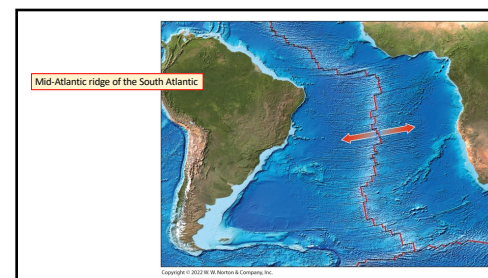 Mid-Atlantic ridge of the South Atlantic
Copyright © 2022 W. W. Norton & Company, Inc.